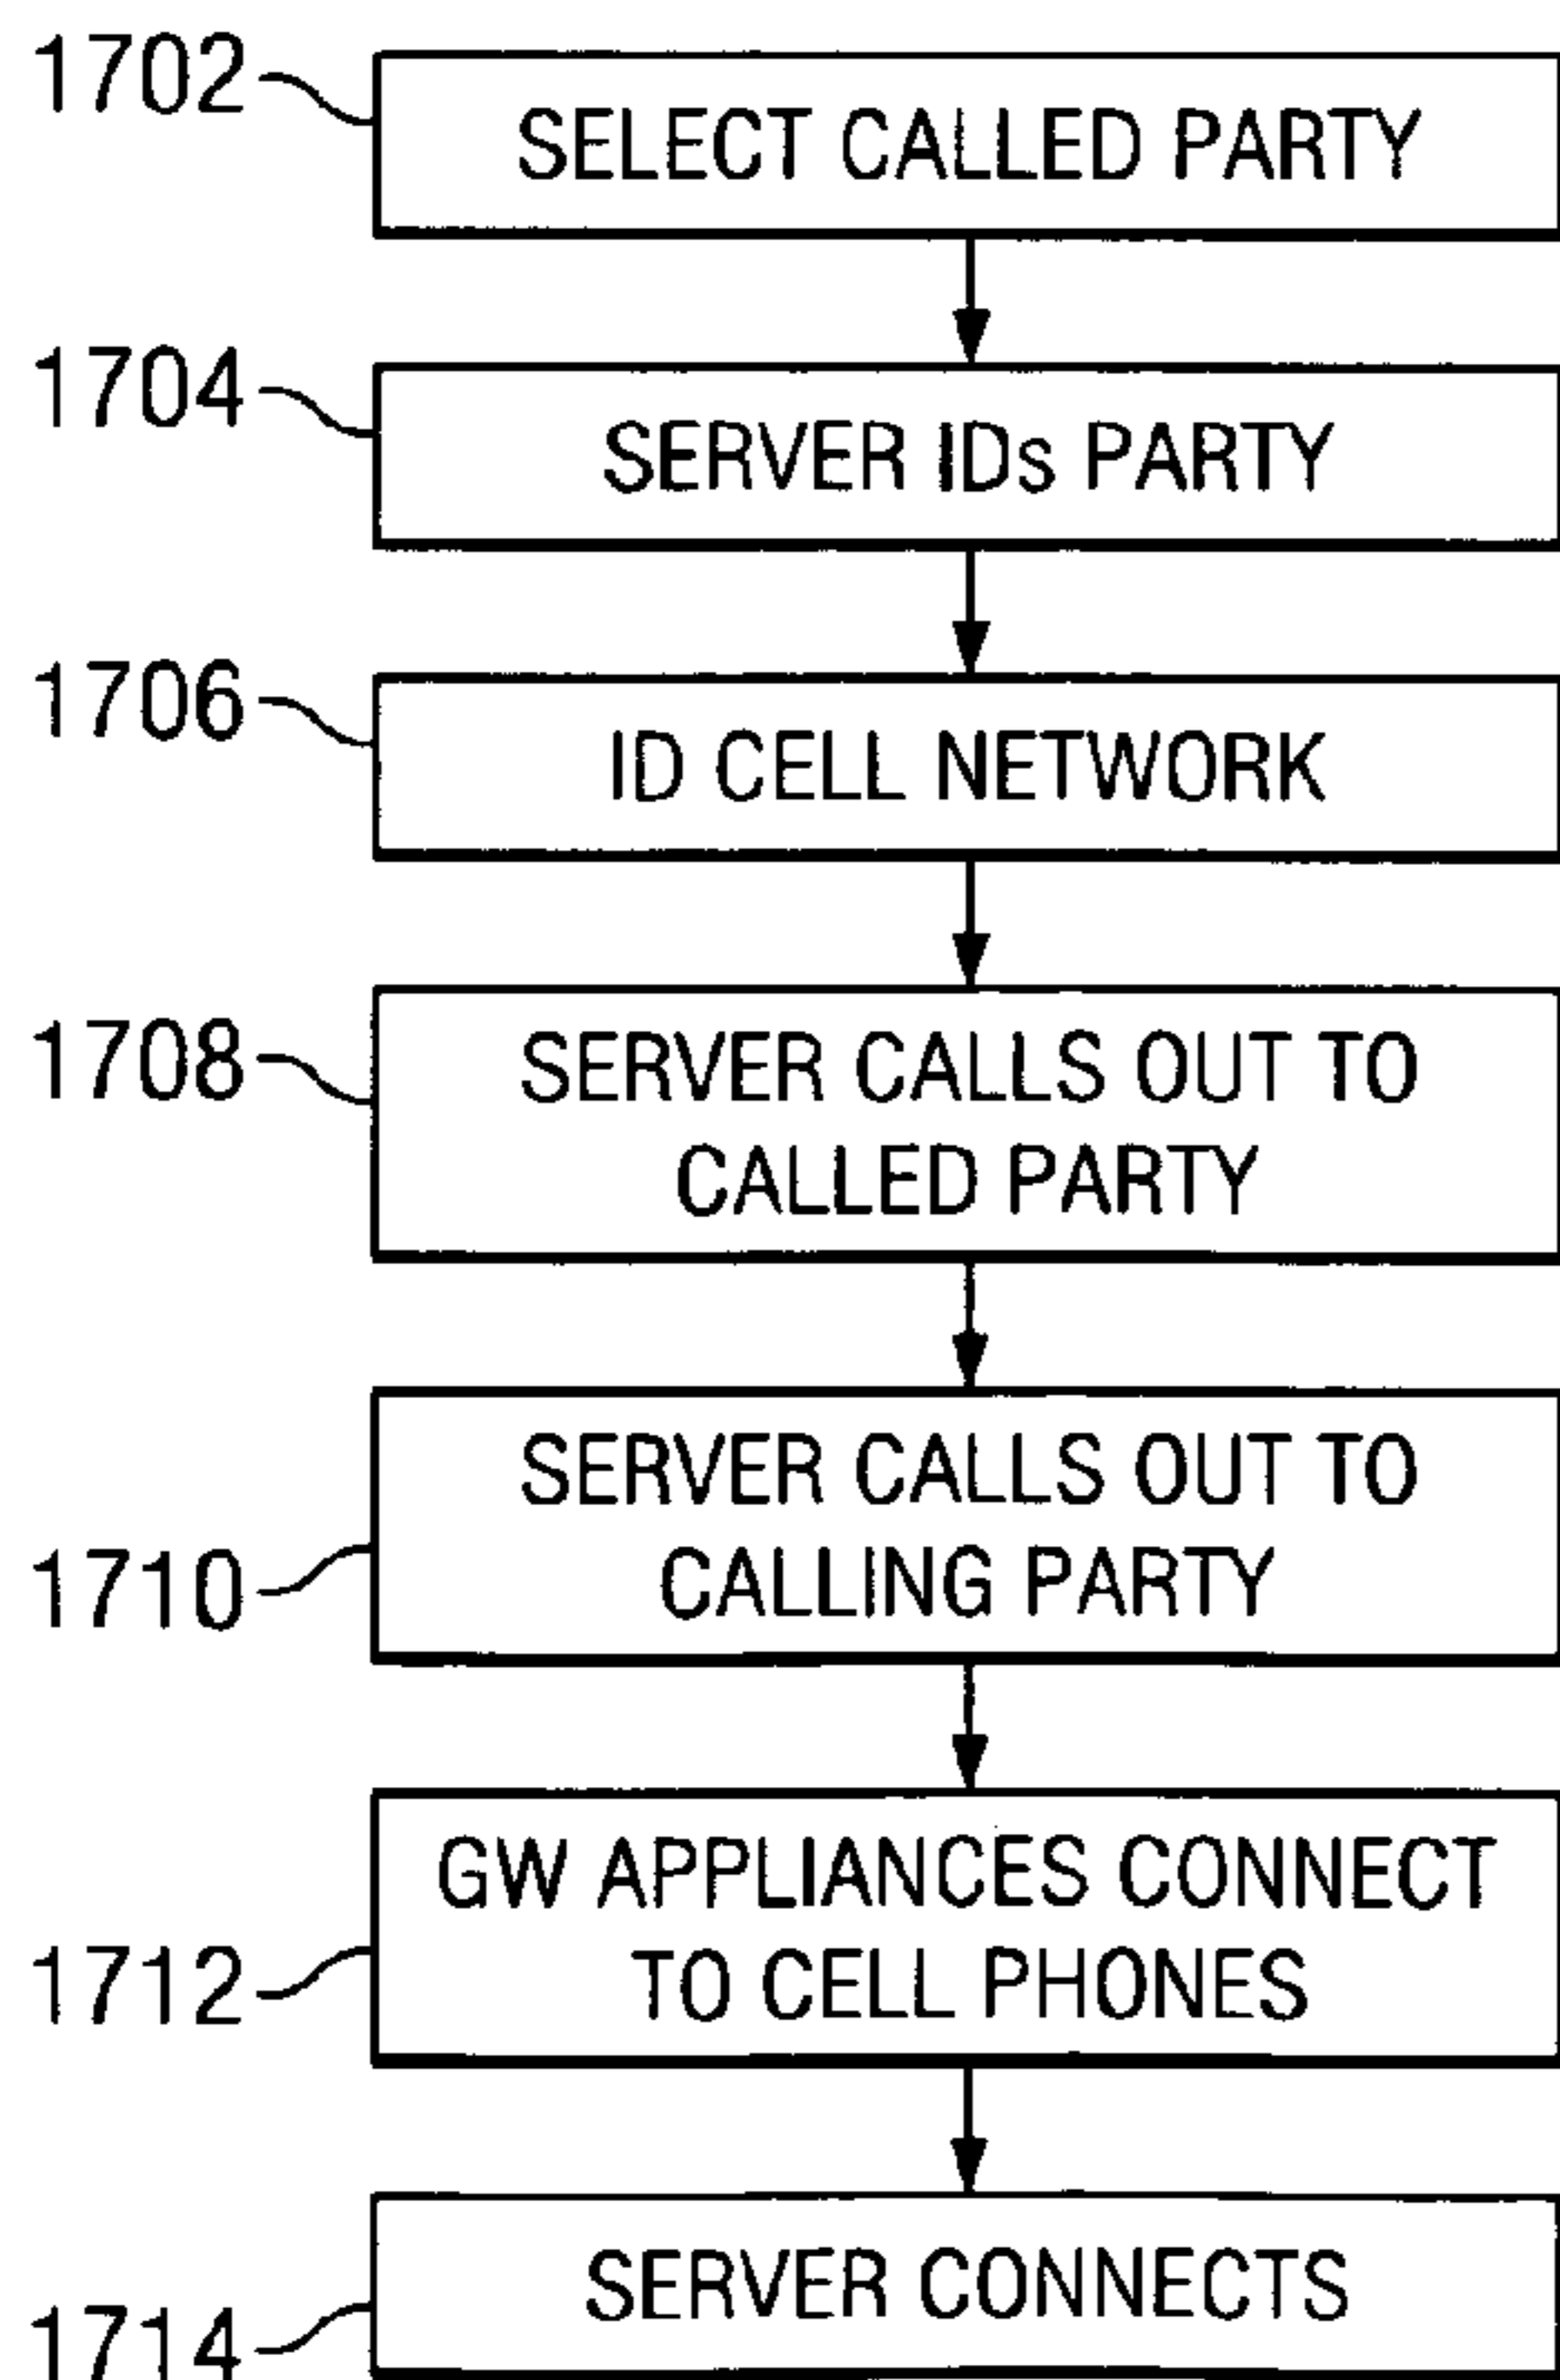 1702
SELECT CALLED PARTY
1704
SERVER IDs PARTY
1706
ID CELL NETWORK
1708
SERVER CALLS OUT TO
CALLED PARTY
1710
SERVER CALLS OUT TO
CALLING PARTY
1712
GW APPLIANCES CONNECT
TO CELL PHONES
1714
SERVER CONNECTS